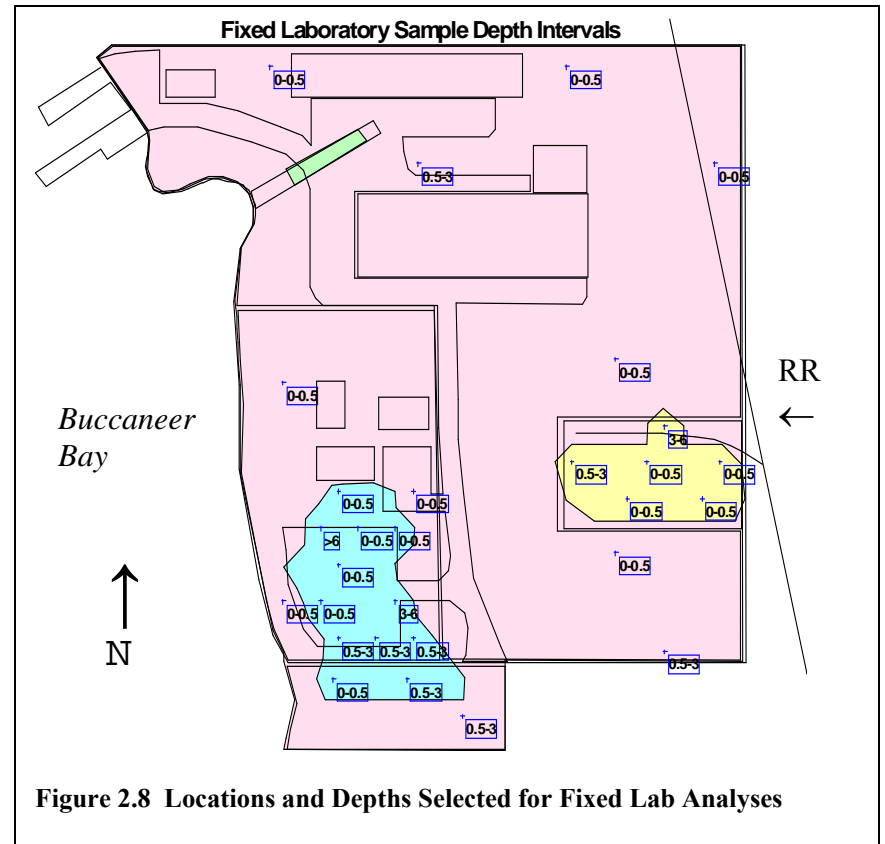 Fixed Laboratory Sample Depth Intervals
0-0.5 0-0.5
0.5-3 0-0.5
0-0.5
RR
←
0-0.5
Buccaneer
Bay
3-6
0.5-3 0-0.5 0-0.5
0-0.5 0-0.5
0-0.5 0-0.5
>6 0-0.5 0-0.5
0-0.5
0-0.5
↑
N
0-0.5 0-0.5 3-6
0.5-3 0.5-3 0.5-3
0.5-3
0-0.5 0.5-3
0.5-3
Figure 2.8 Locations and Depths Selected for Fixed Lab Analyses